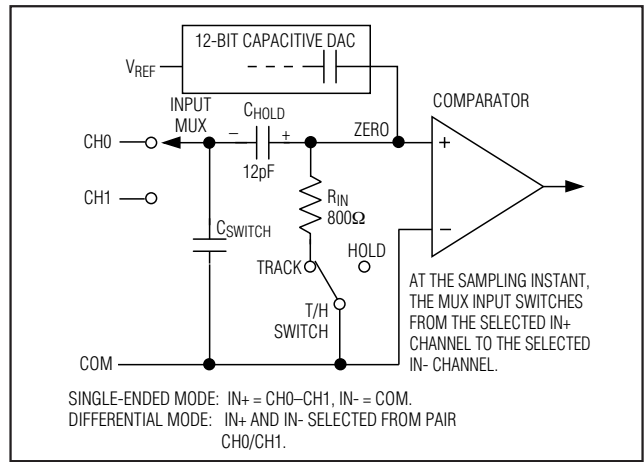 12-BIT CAPACITIVE DAC
VREF
COMPARATOR
INPUT
MUX
CHOLD
ZERO
CH0
– +
12pF
+
CH1
RIN
800Ω
CSWITCH
HOLD
–
TRACK
AT THE SAMPLING INSTANT,
THE MUX INPUT SWITCHES
FROM THE SELECTED IN+
CHANNEL TO THE SELECTED
IN- CHANNEL.
T/H
SWITCH
COM
SINGLE-ENDED MODE: IN+ = CH0–CH1, IN- = COM.
DIFFERENTIAL MODE: IN+ AND IN- SELECTED FROM PAIR
CH0/CH1.